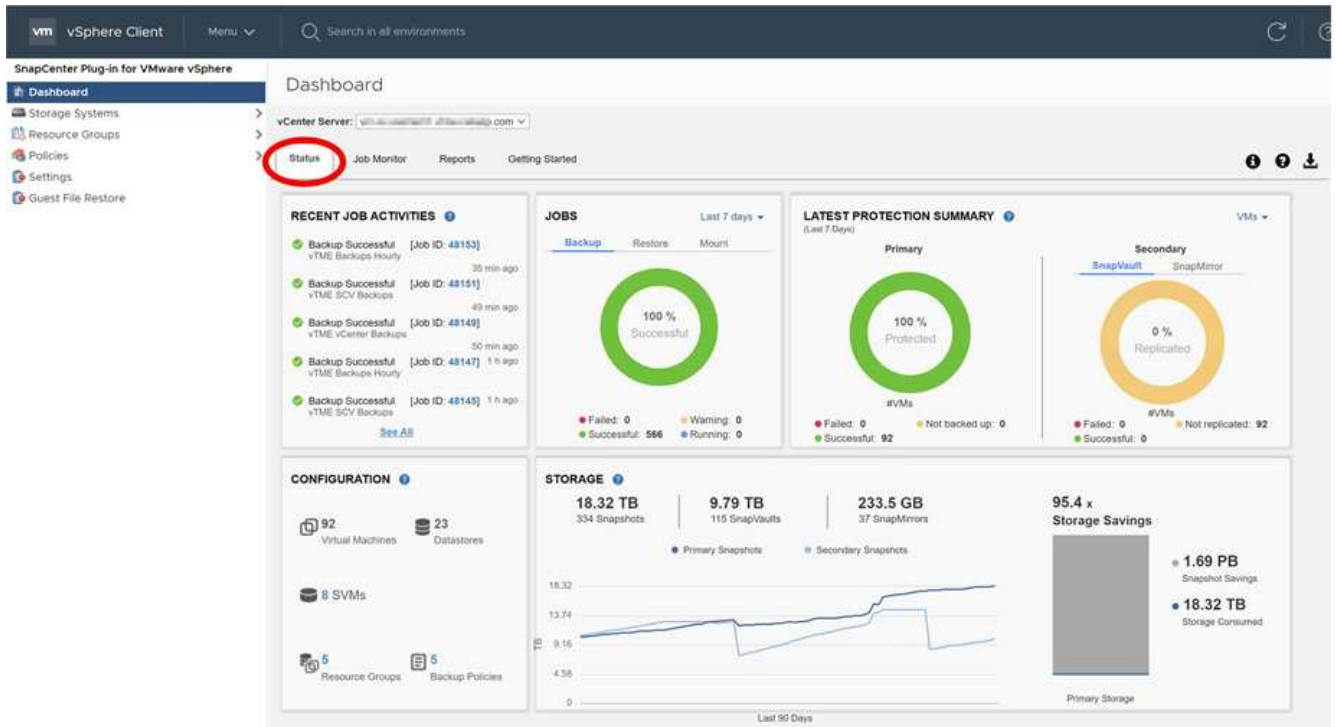 vm vSphere Client Menu Search in all environments
SnapCenter Plug-in for VMware vSphere
Dashboard
Storage Systems
Resource Groups
Policies
Settings
Guest File Restore
Dashboard
vCenter Server: .com
Status Job Monitor Reports Getting Started
RECENT JOB ACTIVITIES
Backup Successful [Job ID: 48153]
vTME Backups Hourly
35 min ago
Backup Successful [Job ID: 48151]
vTME SCV Backups
49 min ago
Backup Successful [Job ID: 48149]
vTME vCenter Backups
50 min ago
Backup Successful [Job ID: 48147] 1 h ago
vTME Backups Hourly
Backup Successful [Job ID: 48145] 1 h ago
vTME SCV Backups
See All
JOBS Last 7 days
Backup Restore Mount
100 %
Successful
Failed: 0 Warning: 0
Successful: 566 Running: 0
LATEST PROTECTION SUMMARY VMs
(Last 7 Days)
Primary
100 %
Protected
#VMs
Failed: 0 Not backed up: 0
Successful: 92
Secondary
SnapVault SnapMirror
0 %
Replicated
#VMs
Failed: 0 Not replicated: 92
Successful: 0
CONFIGURATION
92
Virtual Machines
23
Datastores
8 SVMs
5
Resource Groups
5
Backup Policies
STORAGE
18.32 TB
334 Snapshots
9.79 TB
115 SnapVaults
233.5 GB
37 SnapMirrors
Primary Snapshots Secondary Snapshots
18.32
13.74
9.16
4.58
0
TB
Last 90 Days
95.4 x
Storage Savings
1.69 PB
Snapshot Savings
18.32 TB
Storage Consumed
Primary Storage